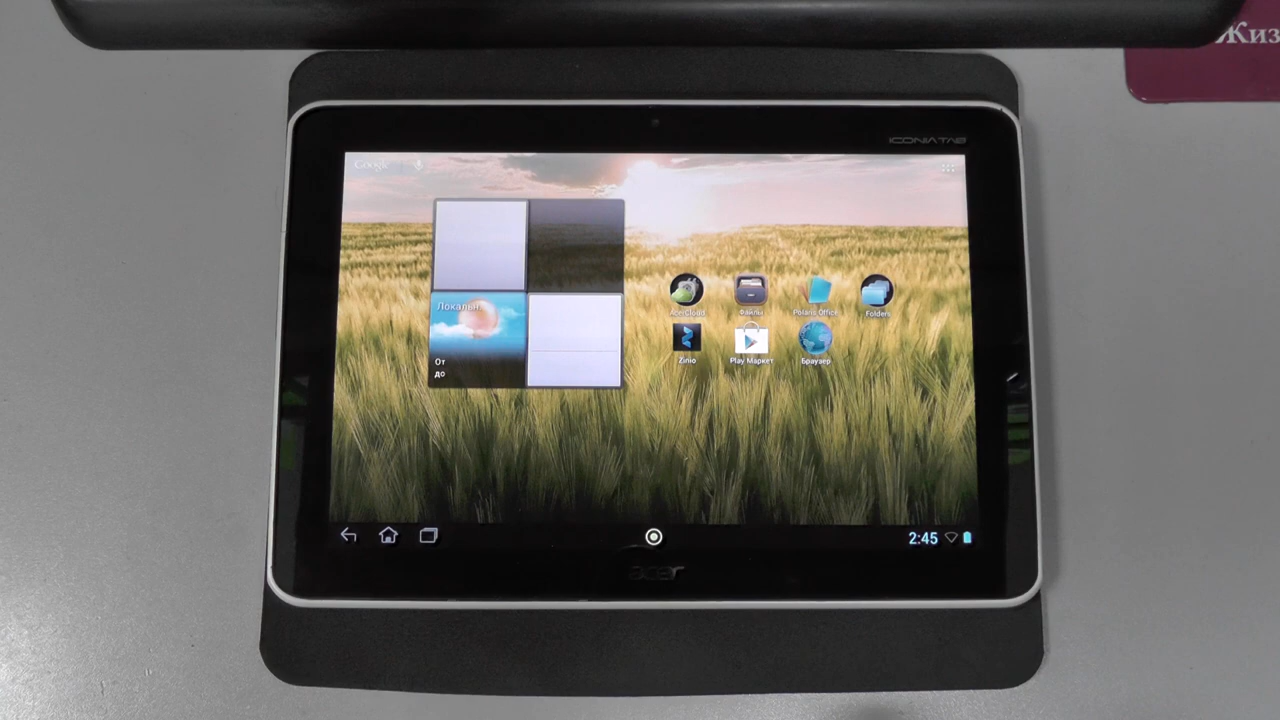 Жиз
ICONIA TAB
Google
Локальн.
От
до
AcerCloud
Файлы
Polaris Office
Folders
Zinio
Play Маркет
Браузер
2:45
acer